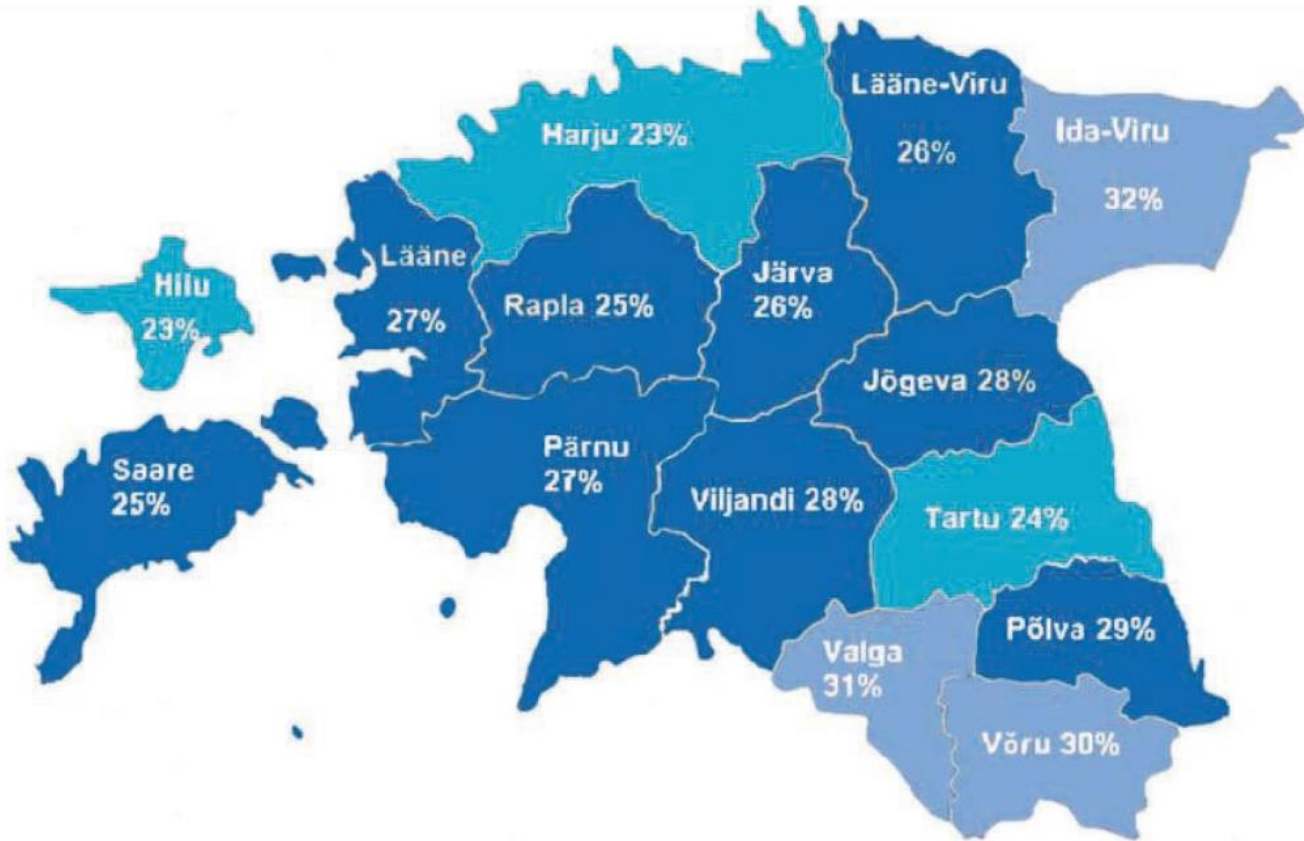 Lääne-Viru
26%
Ida-Viru
32%
Harju 23%
Hiiu
23%
Lääne
27%
Rapla 25%
Järva
26%
Jõgeva 28%
Saare
25%
Pärnu
27%
Viljandi 28%
Tartu 24%
Põlva 29%
Valga
31%
Võru 30%